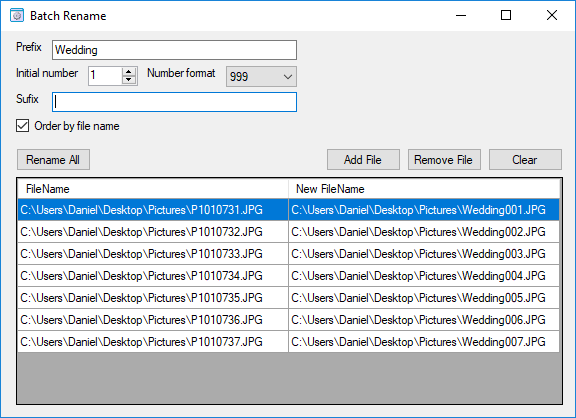 Batch Rename
Prefix Wedding
Initial number 1 Number format 999
Sufix
Order by file name
Rename All Add File Remove File Clear
FileName New FileName
C:\Users\Daniel\Desktop\Pictures\P1010731.JPG C:\Users\Daniel\Desktop\Pictures\Wedding001.JPG
C:\Users\Daniel\Desktop\Pictures\P1010732.JPG C:\Users\Daniel\Desktop\Pictures\Wedding002.JPG
C:\Users\Daniel\Desktop\Pictures\P1010733.JPG C:\Users\Daniel\Desktop\Pictures\Wedding003.JPG
C:\Users\Daniel\Desktop\Pictures\P1010734.JPG C:\Users\Daniel\Desktop\Pictures\Wedding004.JPG
C:\Users\Daniel\Desktop\Pictures\P1010735.JPG C:\Users\Daniel\Desktop\Pictures\Wedding005.JPG
C:\Users\Daniel\Desktop\Pictures\P1010736.JPG C:\Users\Daniel\Desktop\Pictures\Wedding006.JPG
C:\Users\Daniel\Desktop\Pictures\P1010737.JPG C:\Users\Daniel\Desktop\Pictures\Wedding007.JPG